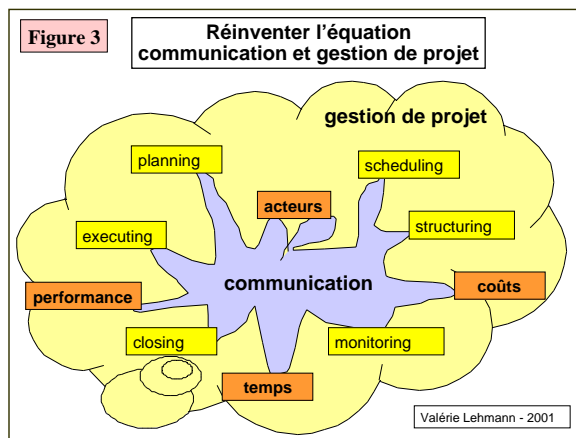 Figure 3
Réinventer l'équation
communication et gestion de projet
gestion de projet
planning
scheduling
acteurs
structuring
executing
communication
performance
coûts
closing
monitoring
temps
Valérie Lehmann - 2001